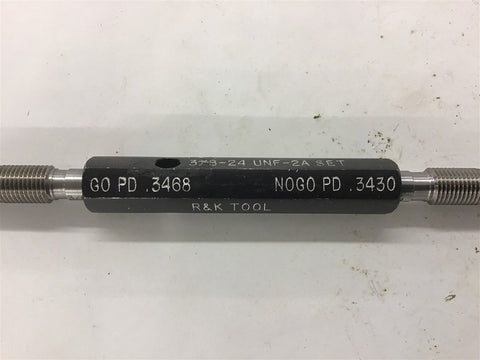 3/8-24 UNF-2A SET
GO PD .3468 NOGO PD .3430
R&K TOOL